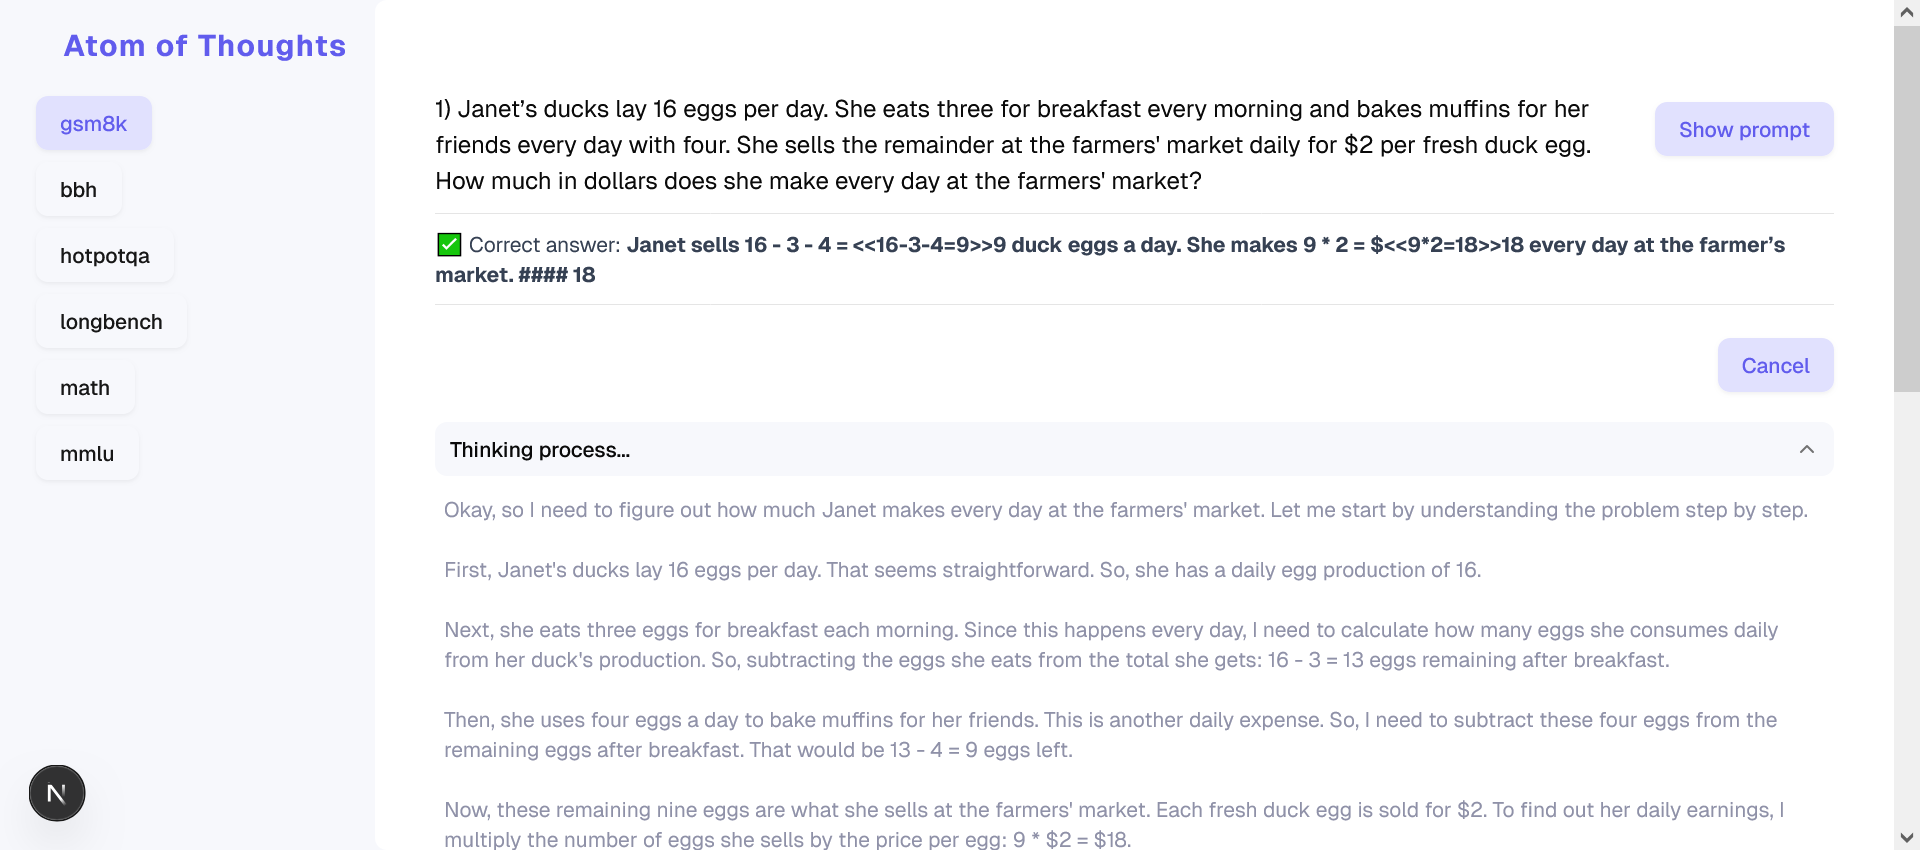 Atom of Thoughts
gsm8k
bbh
hotpotqa
longbench
math
mmlu
N
1) Janet’s ducks lay 16 eggs per day. She eats three for breakfast every morning and bakes muffins for her
friends every day with four. She sells the remainder at the farmers' market daily for $2 per fresh duck egg.
How much in dollars does she make every day at the farmers' market?
Show prompt
✅ Correct answer: Janet sells 16 - 3 - 4 = <<16-3-4=9>>9 duck eggs a day. She makes 9 * 2 = $<<9*2=18>>18 every day at the farmer’s
market. #### 18
Cancel
Thinking process...
Okay, so I need to figure out how much Janet makes every day at the farmers' market. Let me start by understanding the problem step by step.
First, Janet's ducks lay 16 eggs per day. That seems straightforward. So, she has a daily egg production of 16.
Next, she eats three eggs for breakfast each morning. Since this happens every day, I need to calculate how many eggs she consumes daily
from her duck's production. So, subtracting the eggs she eats from the total she gets: 16 - 3 = 13 eggs remaining after breakfast.
Then, she uses four eggs a day to bake muffins for her friends. This is another daily expense. So, I need to subtract these four eggs from the
remaining eggs after breakfast. That would be 13 - 4 = 9 eggs left.
Now, these remaining nine eggs are what she sells at the farmers' market. Each fresh duck egg is sold for $2. To find out her daily earnings, I
multiply the number of eggs she sells by the price per egg: 9 * $2 = $18.